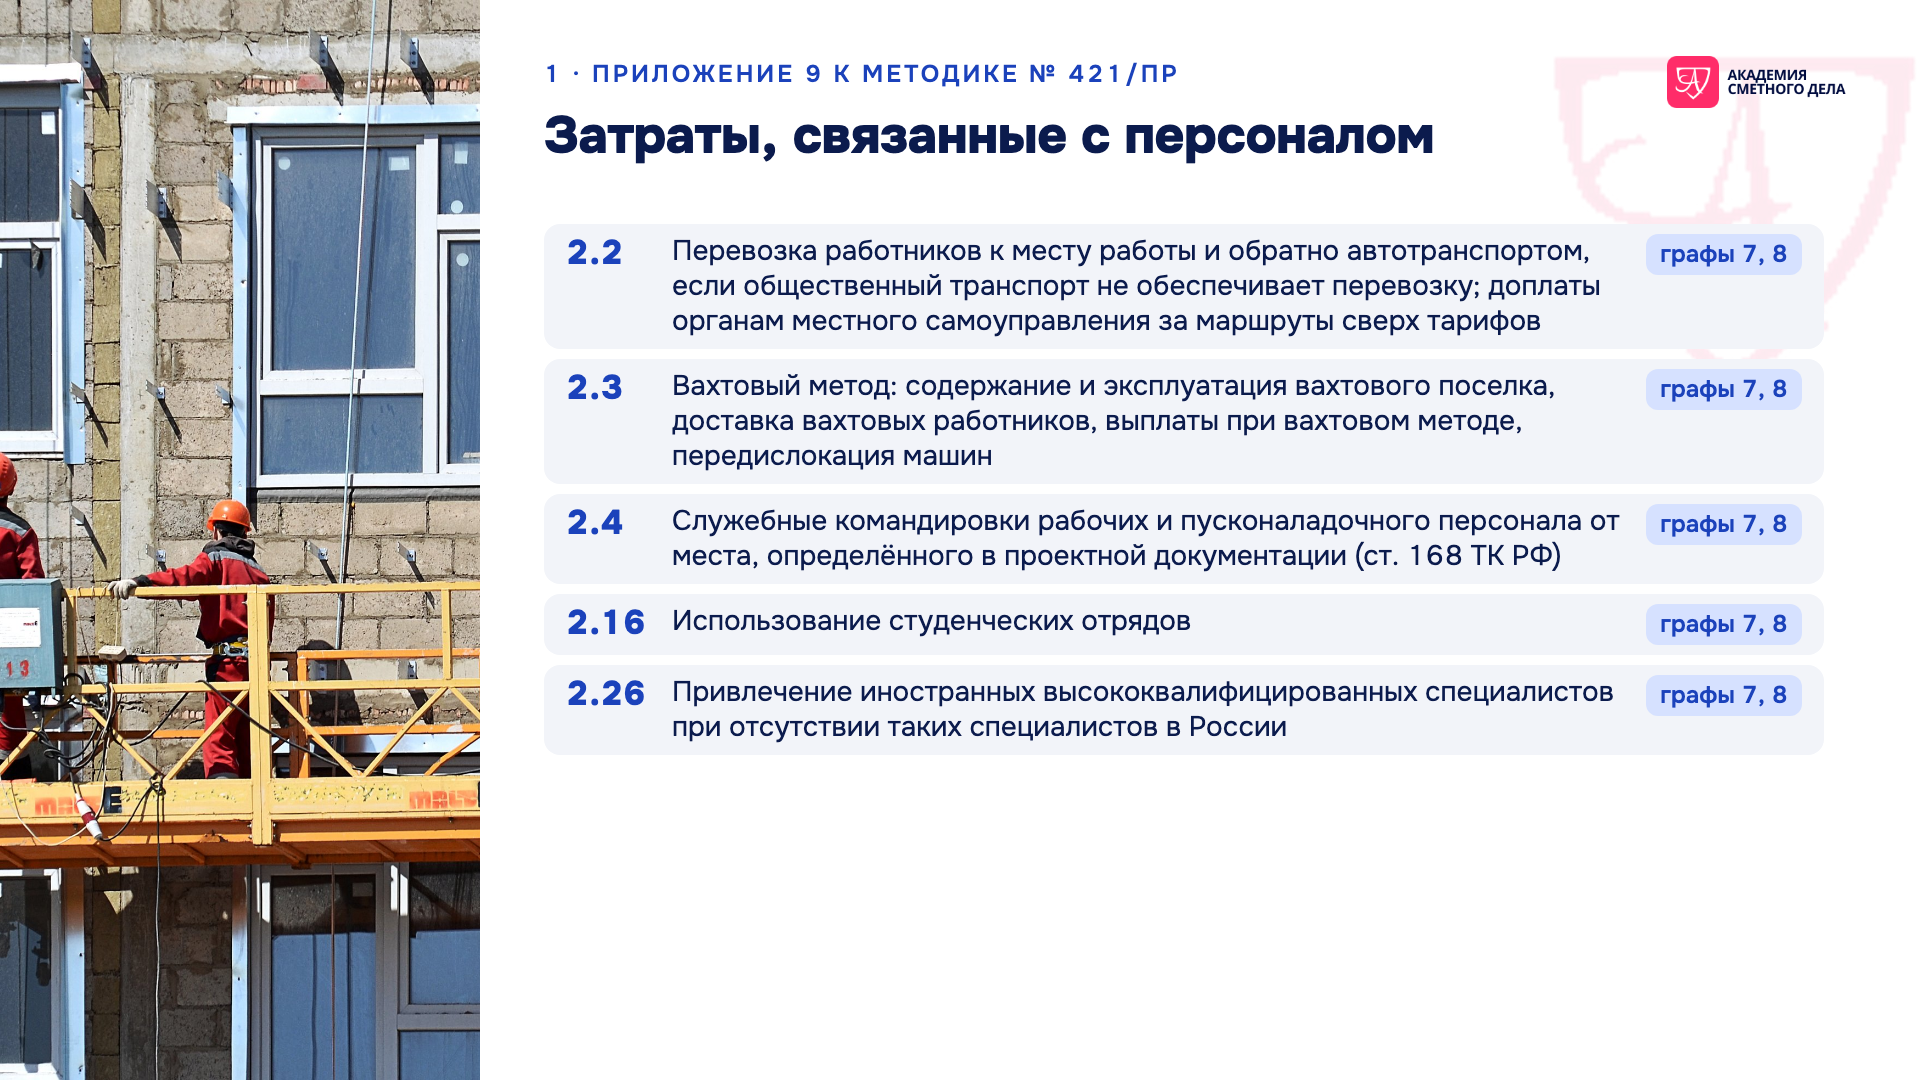 1 · ПРИЛОЖЕНИЕ 9 К МЕТОДИКЕ № 421/ПР
АКАДЕМИЯ
СМЕТНОГО ДЕЛА
Затраты, связанные с персоналом
2.2
Перевозка работников к месту работы и обратно автотранспортом,
если общественный транспорт не обеспечивает перевозку; доплаты
органам местного самоуправления за маршруты сверх тарифов
графы 7, 8
2.3
Вахтовый метод: содержание и эксплуатация вахтового поселка,
доставка вахтовых работников, выплаты при вахтовом методе,
передислокация машин
графы 7, 8
2.4
Служебные командировки рабочих и пусконаладочного персонала от
места, определённого в проектной документации (ст. 168 ТК РФ)
графы 7, 8
2.16
Использование студенческих отрядов
графы 7, 8
2.26
Привлечение иностранных высококвалифицированных специалистов
при отсутствии таких специалистов в России
графы 7, 8
13